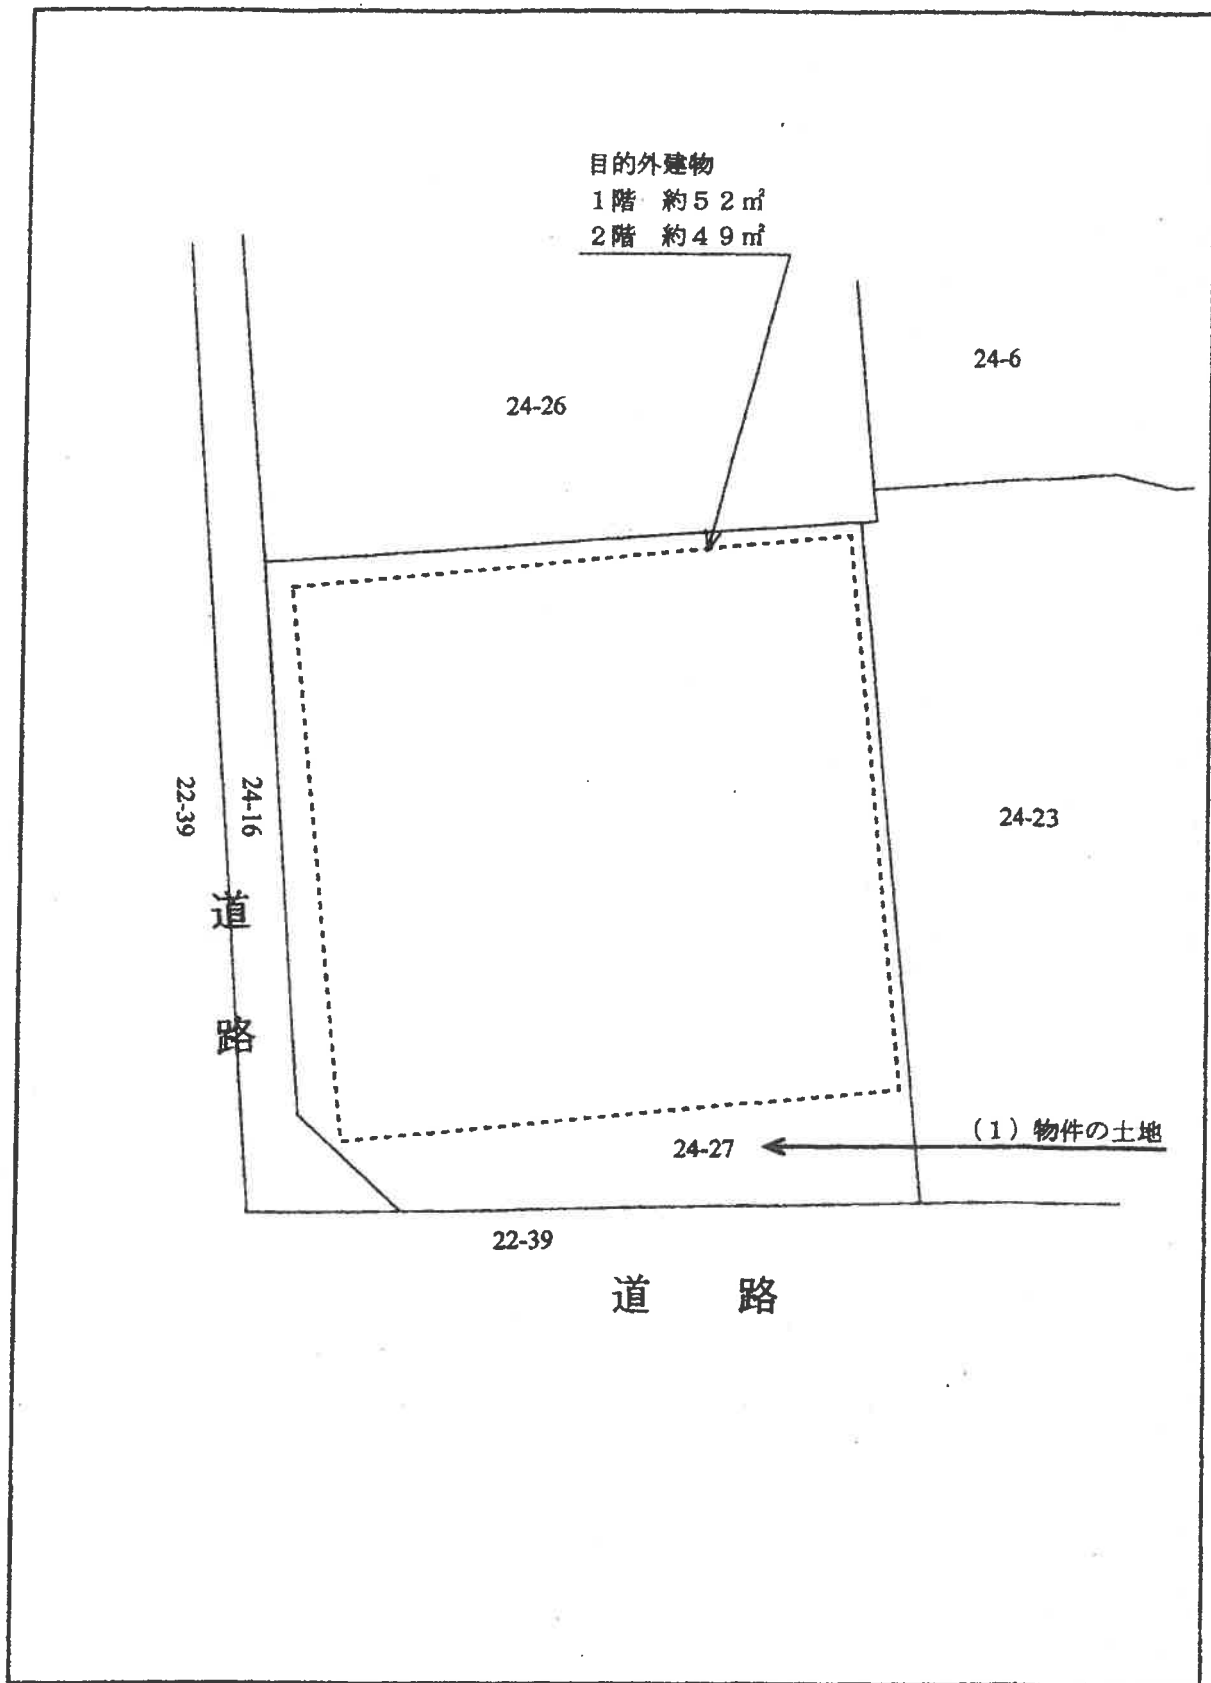 目的外建物
1階 約52㎡
2階 約49㎡
24-6
24-26
22-39
24-16
24-23
道路
(1)物件の土地
24-27
22-39
道路